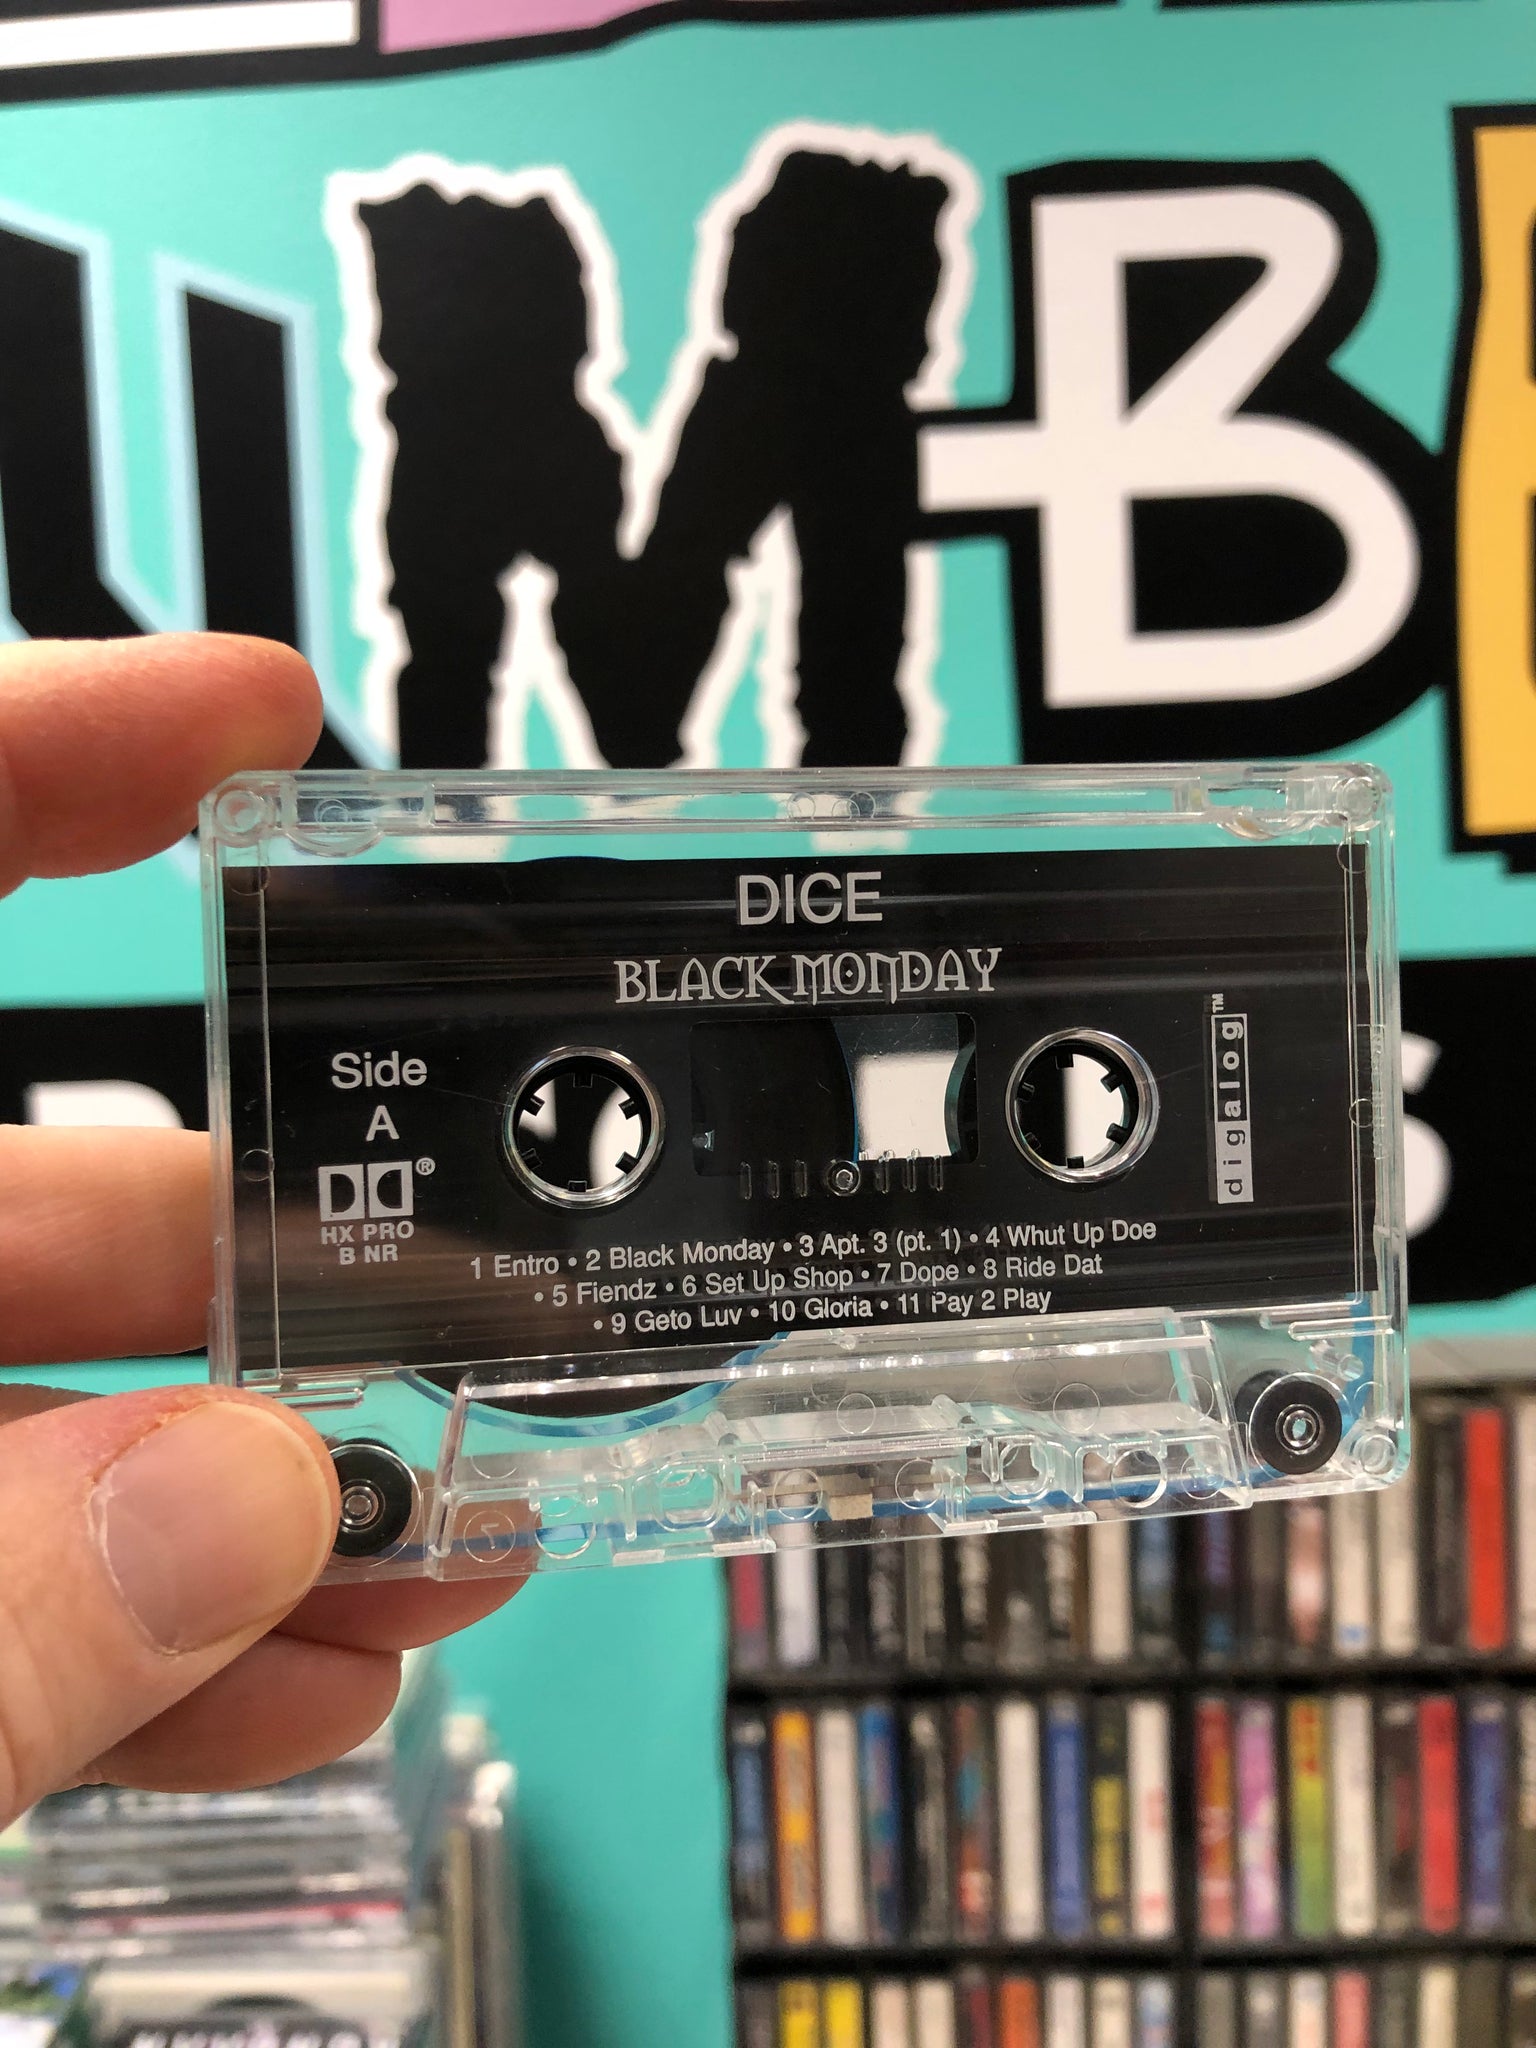 MB
DICE
BLACK MONDAY
Side
A
HX PRO
B NR
digalog™
1 Entro • 2 Black Monday • 3 Apt. 3 (pt. 1) • 4 Whut Up Doe
• 5 Fiendz • 6 Set Up Shop • 7 Dope • 8 Ride Dat
• 9 Geto Luv • 10 Gloria • 11 Pay 2 Play
7